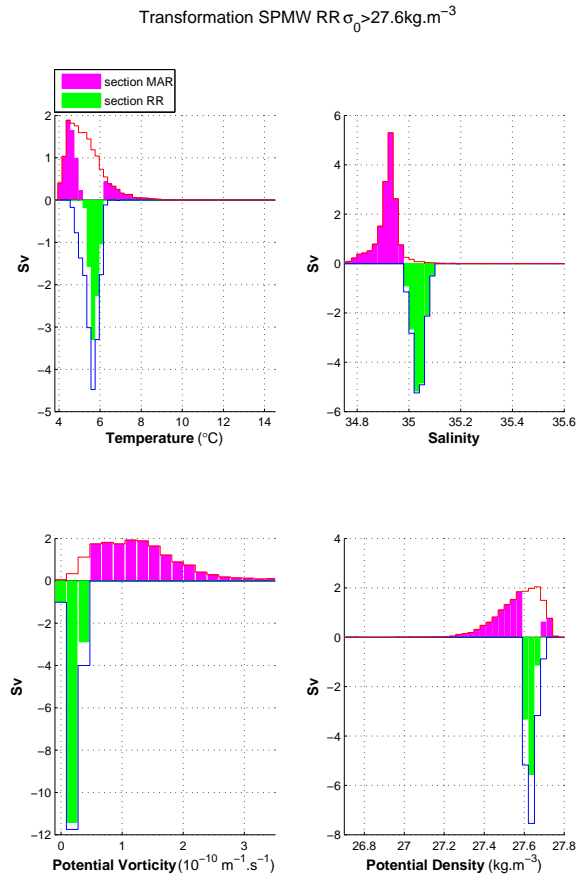 Transformation SPMW RR σ₀>27.6kg.m⁻³
section MAR
section RR
2
1
0
−1
−2
−3
−4
−5
Sv
4 6 8 10 12 14
Temperature (°C)
6
4
2
0
−2
−4
−6
Sv
34.8 35 35.2 35.4 35.6
Salinity
2
0
−2
−4
−6
−8
−10
−12
Sv
0 1 2 3
Potential Vorticity (10⁻¹⁰ m⁻¹.s⁻¹)
4
2
0
−2
−4
−6
−8
Sv
26.8 27 27.2 27.4 27.6 27.8
Potential Density (kg.m⁻³)